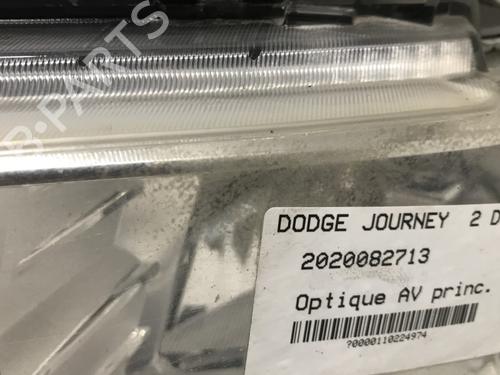 B-PARTS
DODGE JOURNEY 2 D
2020082713
Optique AV princ.
?0000110224974